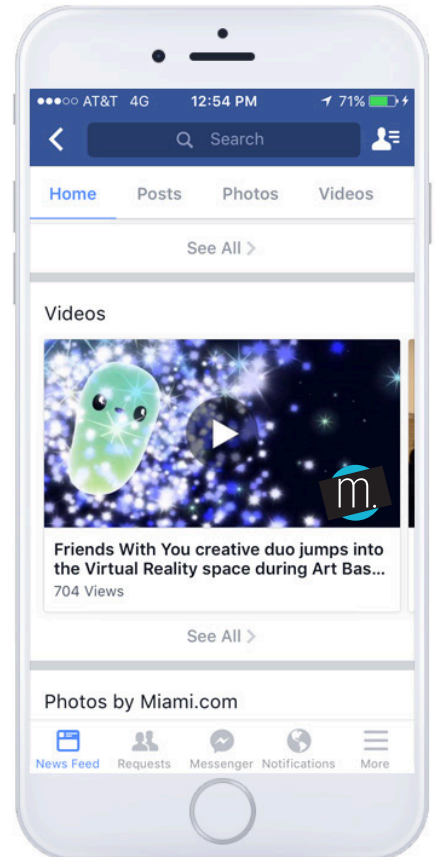 AT&T 4G 12:54 PM 71%
Search
Home Posts Photos Videos
See All >
Videos
m.
Friends With You creative duo jumps into
the Virtual Reality space during Art Bas...
704 Views
See All >
Photos by Miami.com
News Feed Requests Messenger Notifications More